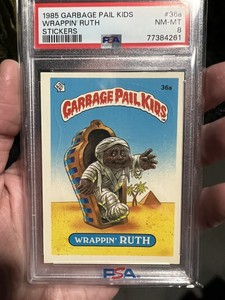 1985 GARBAGE PAIL KIDS #36a
WRAPPIN' RUTH NM-MT
STICKERS 8
PSA 77384261
36a
GARBAGE PAIL KIDS
WRAPPIN' RUTH
PSA